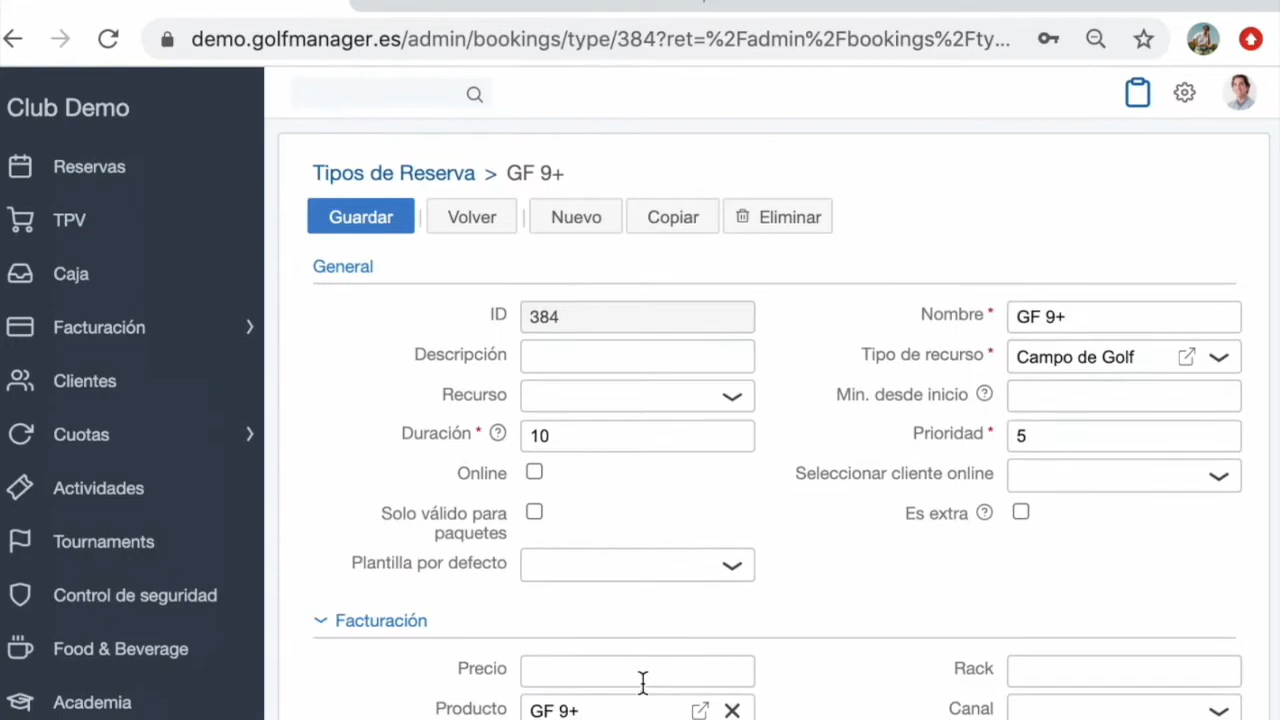 demo.golfmanager.es/admin/bookings/type/384?ret=%2Fadmin%2Fbookings%2Fty...
Club Demo
Reservas
TPV
Caja
Facturación
Clientes
Cuotas
Actividades
Tournaments
Control de seguridad
Food & Beverage
Academia
Tipos de Reserva > GF 9+
Guardar | Volver | Nuevo Copiar Eliminar
General
ID 384 Nombre * GF 9+
Descripción Tipo de recurso * Campo de Golf
Recurso Min. desde inicio ?
Duración * ? 10 Prioridad * 5
Online Seleccionar cliente online
Solo válido para Es extra ?
paquetes
Plantilla por defecto
Facturación
Precio Rack
Producto GF 9+ Canal